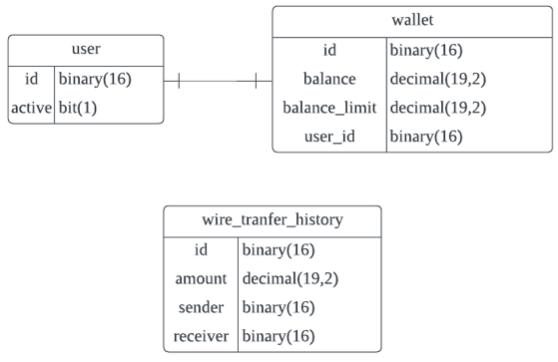 user
id binary(16)
active bit(1)
wallet
id binary(16)
balance decimal(19,2)
balance_limit decimal(19,2)
user_id binary(16)
wire_tranfer_history
id binary(16)
amount decimal(19,2)
sender binary(16)
receiver binary(16)